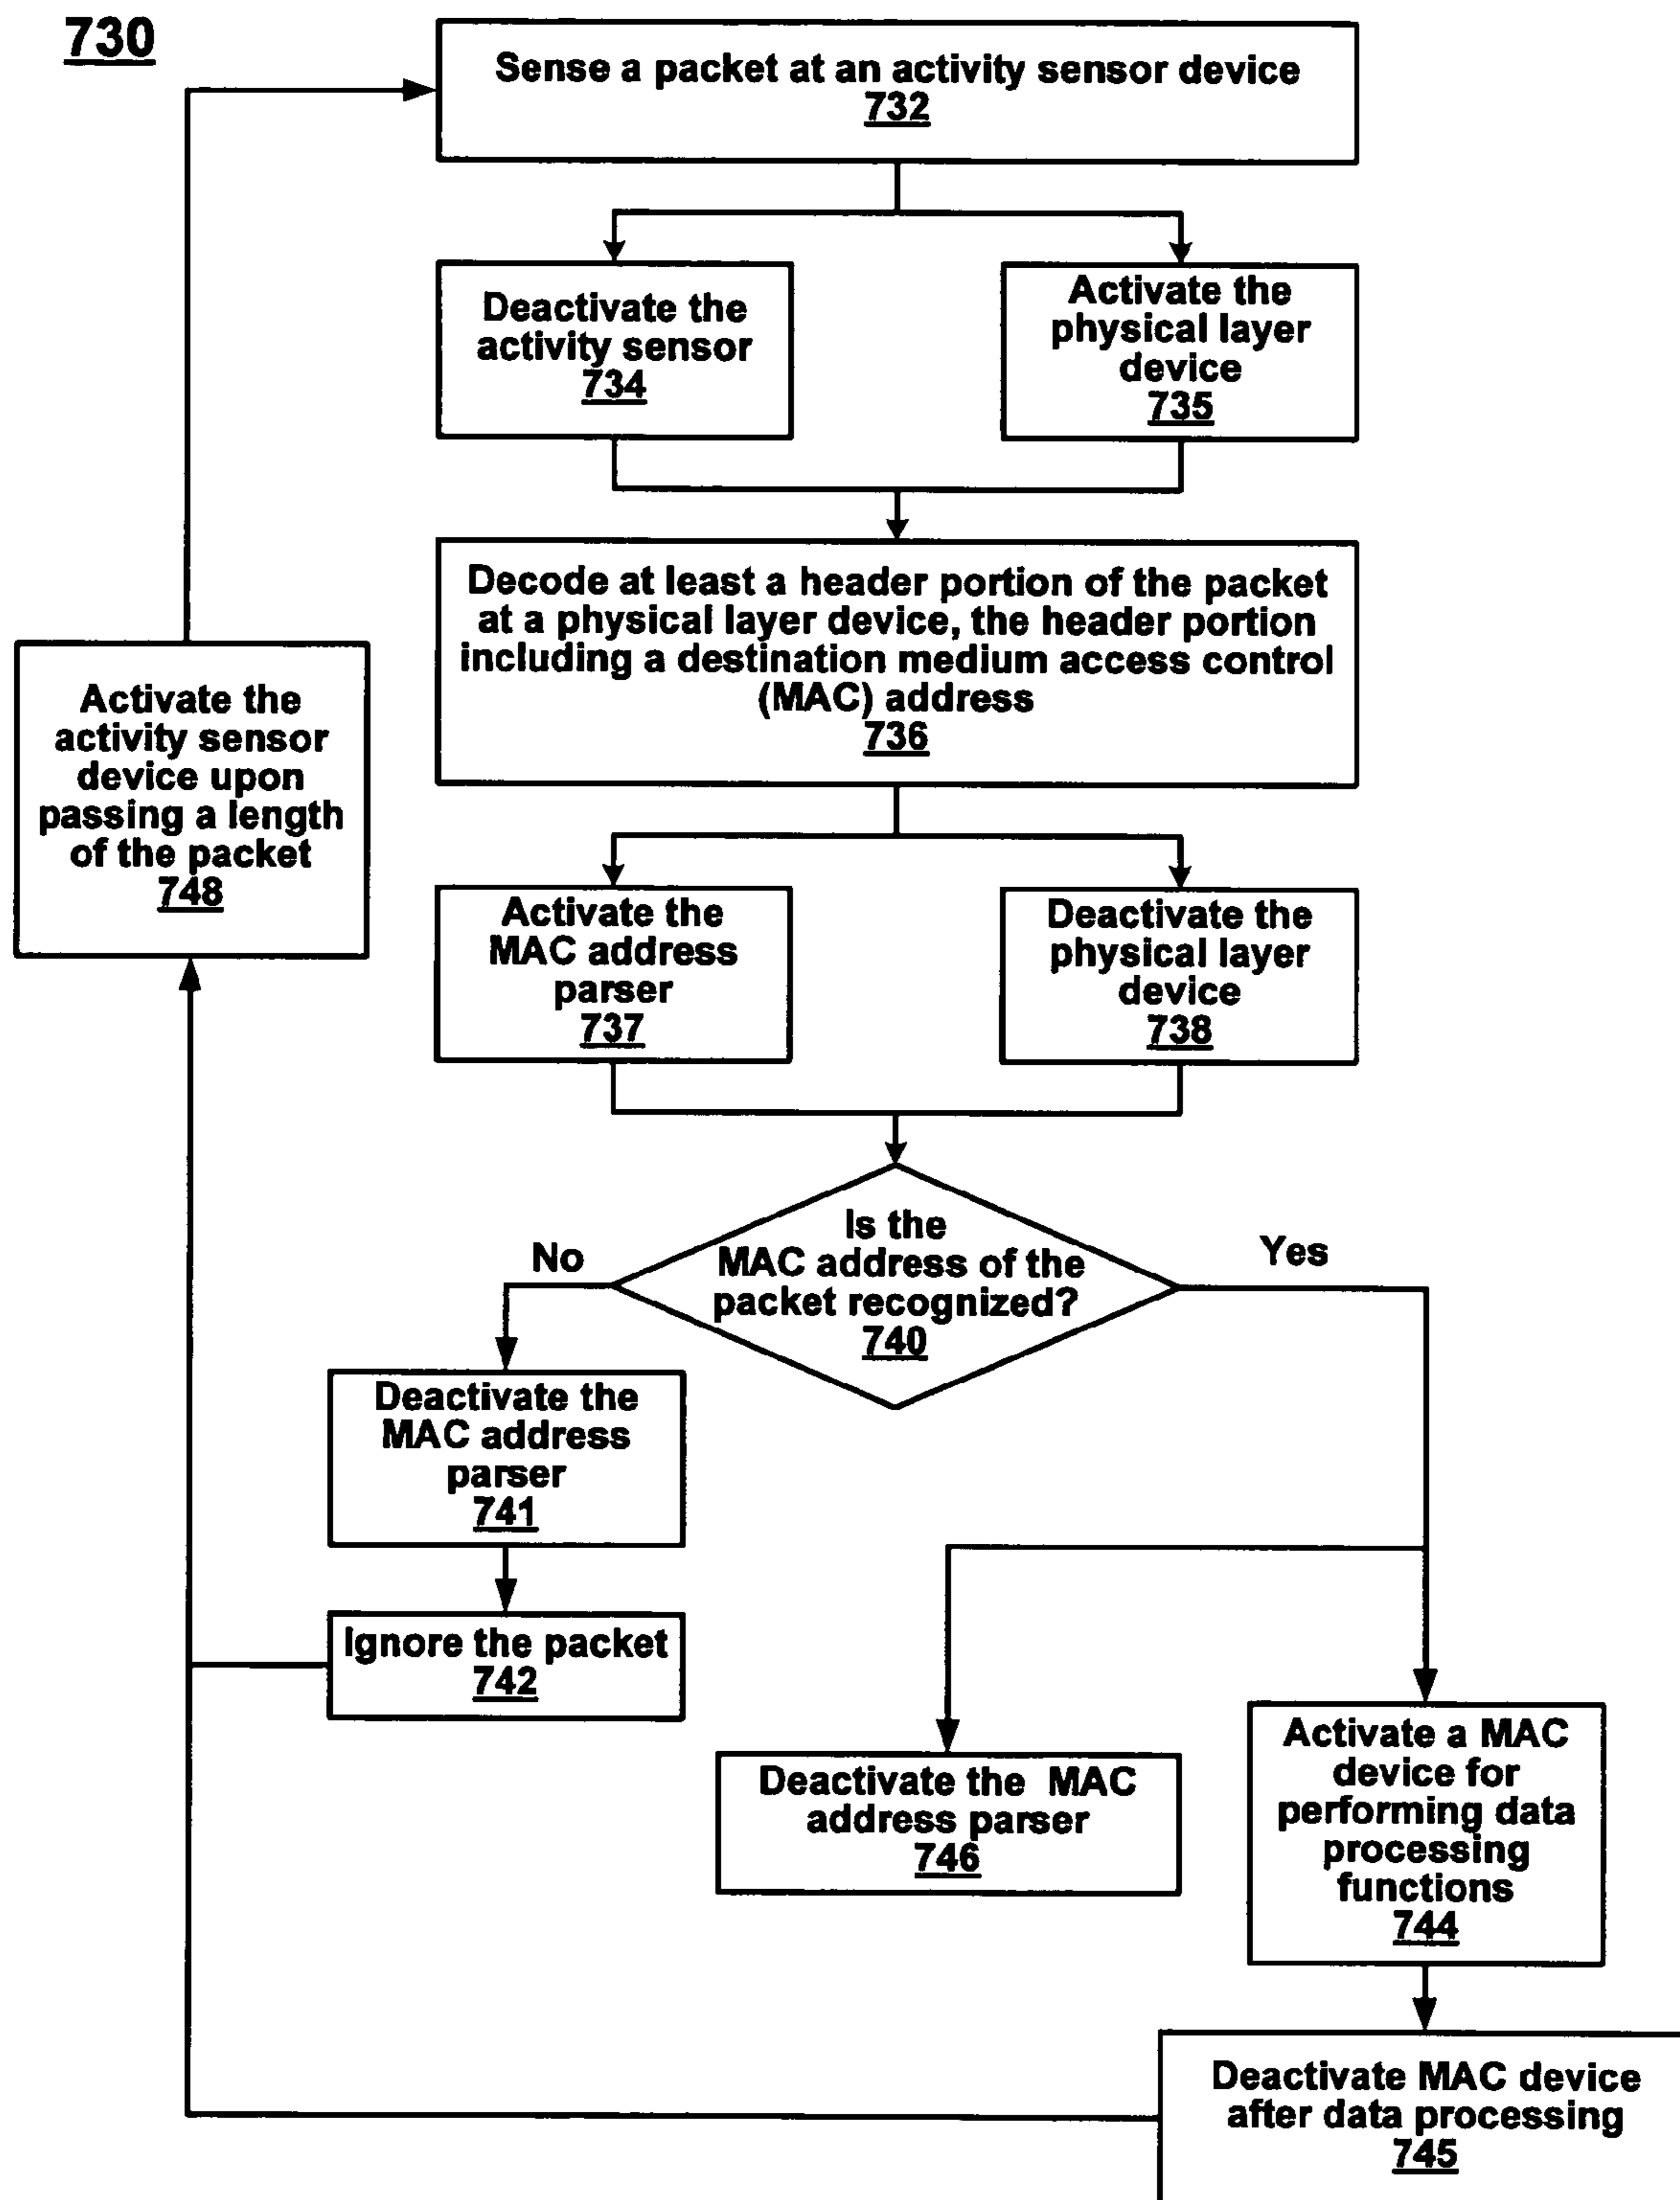 730
Sense a packet at an activity sensor device
732
Deactivate the
activity sensor
734
Activate the
physical layer
device
735
Decode at least a header portion of the packet
at a physical layer device, the header portion
including a destination medium access control
(MAC) address
736
Activate the
activity sensor
device upon
passing a length
of the packet
748
Activate the
MAC address
parser
737
Deactivate the
physical layer
device
738
Is the
MAC address of the
packet recognized?
740
No
Yes
Deactivate the
MAC address
parser
741
Ignore the packet
742
Deactivate the MAC
address parser
746
Activate a MAC
device for
performing data
processing
functions
744
Deactivate MAC device
after data processing
745